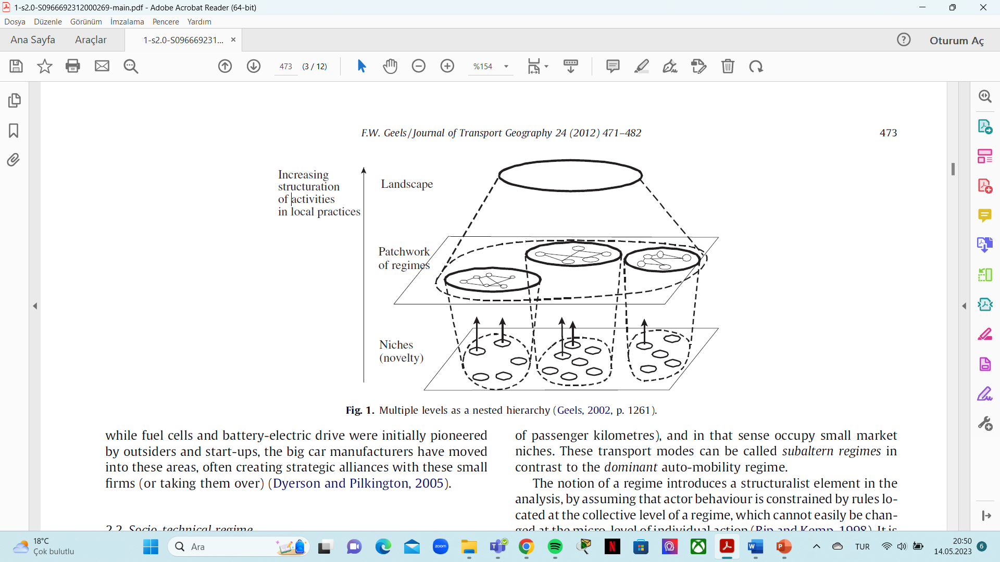 1-s2.0-S0966692312000269-main.pdf - Adobe Acrobat Reader (64-bit)
Dosya Düzenle Görünüm İmzalama Pencere Yardım
Ana Sayfa Araçlar 1-s2.0-S096669231... × Oturum Aç
473 (3 / 12) %154
F.W. Geels / Journal of Transport Geography 24 (2012) 471–482 473
Increasing
structuration
of activities
in local practices
Landscape
Patchwork
of regimes
Niches
(novelty)
Fig. 1. Multiple levels as a nested hierarchy (Geels, 2002, p. 1261).
while fuel cells and battery-electric drive were initially pioneered
by outsiders and start-ups, the big car manufacturers have moved
into these areas, often creating strategic alliances with these small
firms (or taking them over) (Dyerson and Pilkington, 2005).
2.2. Socio-technical regime
of passenger kilometres), and in that sense occupy small market
niches. These transport modes can be called subaltern regimes in
contrast to the dominant auto-mobility regime.
The notion of a regime introduces a structuralist element in the
analysis, by assuming that actor behaviour is constrained by rules lo-
cated at the collective level of a regime, which cannot easily be chan-
ged at the micro-level of individual action (Rip and Kemp, 1998). It is
18°C
Çok bulutlu
Ara
zoom
TUR
20:50
14.05.2023
6